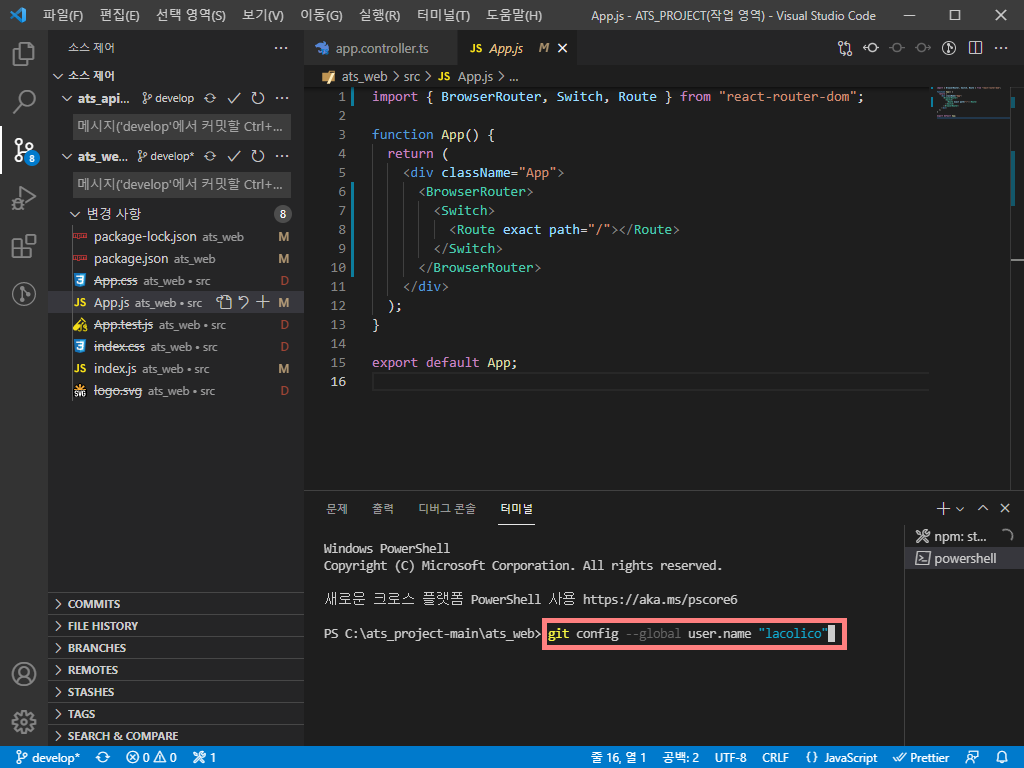 파일(F) 편집(E) 선택 영역(S) 보기(V) 이동(G) 실행(R) 터미널(T) 도움말(H) App.js - ATS_PROJECT(작업 영역) - Visual Studio Code
소스 제어
app.controller.ts
JS App.js M
소스 제어
ats_web > src > JS App.js > ...
ats_api... develop
메시지('develop'에서 커밋할 Ctrl+...
ats_we... develop*
메시지('develop'에서 커밋할 Ctrl+...
8
변경 사항 8
package-lock.json ats_web M
package.json ats_web M
App.css ats_web • src D
JS App.js ats_web • src M
App.test.js ats_web • src D
index.css ats_web • src D
JS index.js ats_web • src M
logo.svg ats_web • src D
COMMITS
FILE HISTORY
BRANCHES
REMOTES
STASHES
TAGS
SEARCH & COMPARE
1 import { BrowserRouter, Switch, Route } from "react-router-dom";
2
3 function App() {
4 return (
5 <div className="App">
6 <BrowserRouter>
7 <Switch>
8 <Route exact path="/"></Route>
9 </Switch>
10 </BrowserRouter>
11 </div>
12 );
13 }
14
15 export default App;
16
문제 출력 디버그 콘솔 터미널
Windows PowerShell
Copyright (C) Microsoft Corporation. All rights reserved.
새로운 크로스 플랫폼 PowerShell 사용 https://aka.ms/pscore6
PS C:\ats_project-main\ats_web> git config --global user.name "lacolico"
npm: st...
powershell
develop* 0 0 1 줄 16, 열 1 공백: 2 UTF-8 CRLF {} JavaScript Prettier